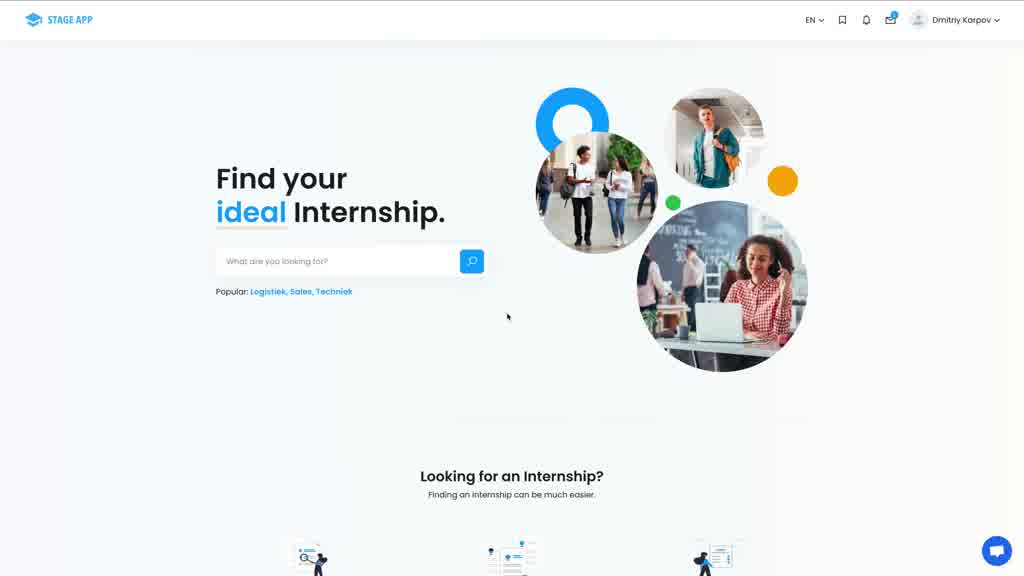 STAGE APP
EN
Dmitriy Karpov
Find your
ideal Internship.
What are you looking for?
Popular: Logistiek, Sales, Techniek
Looking for an Internship?
Finding an internship can be much easier.